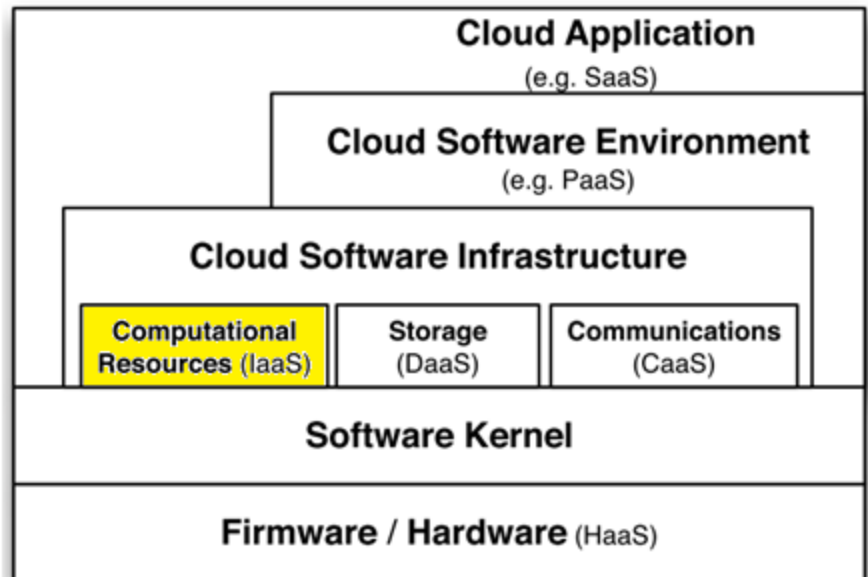 Cloud Application
(e.g. SaaS)
Cloud Software Environment
(e.g. PaaS)
Cloud Software Infrastructure
Computational
Resources (IaaS)
Storage
(DaaS)
Communications
(CaaS)
Software Kernel
Firmware / Hardware (HaaS)